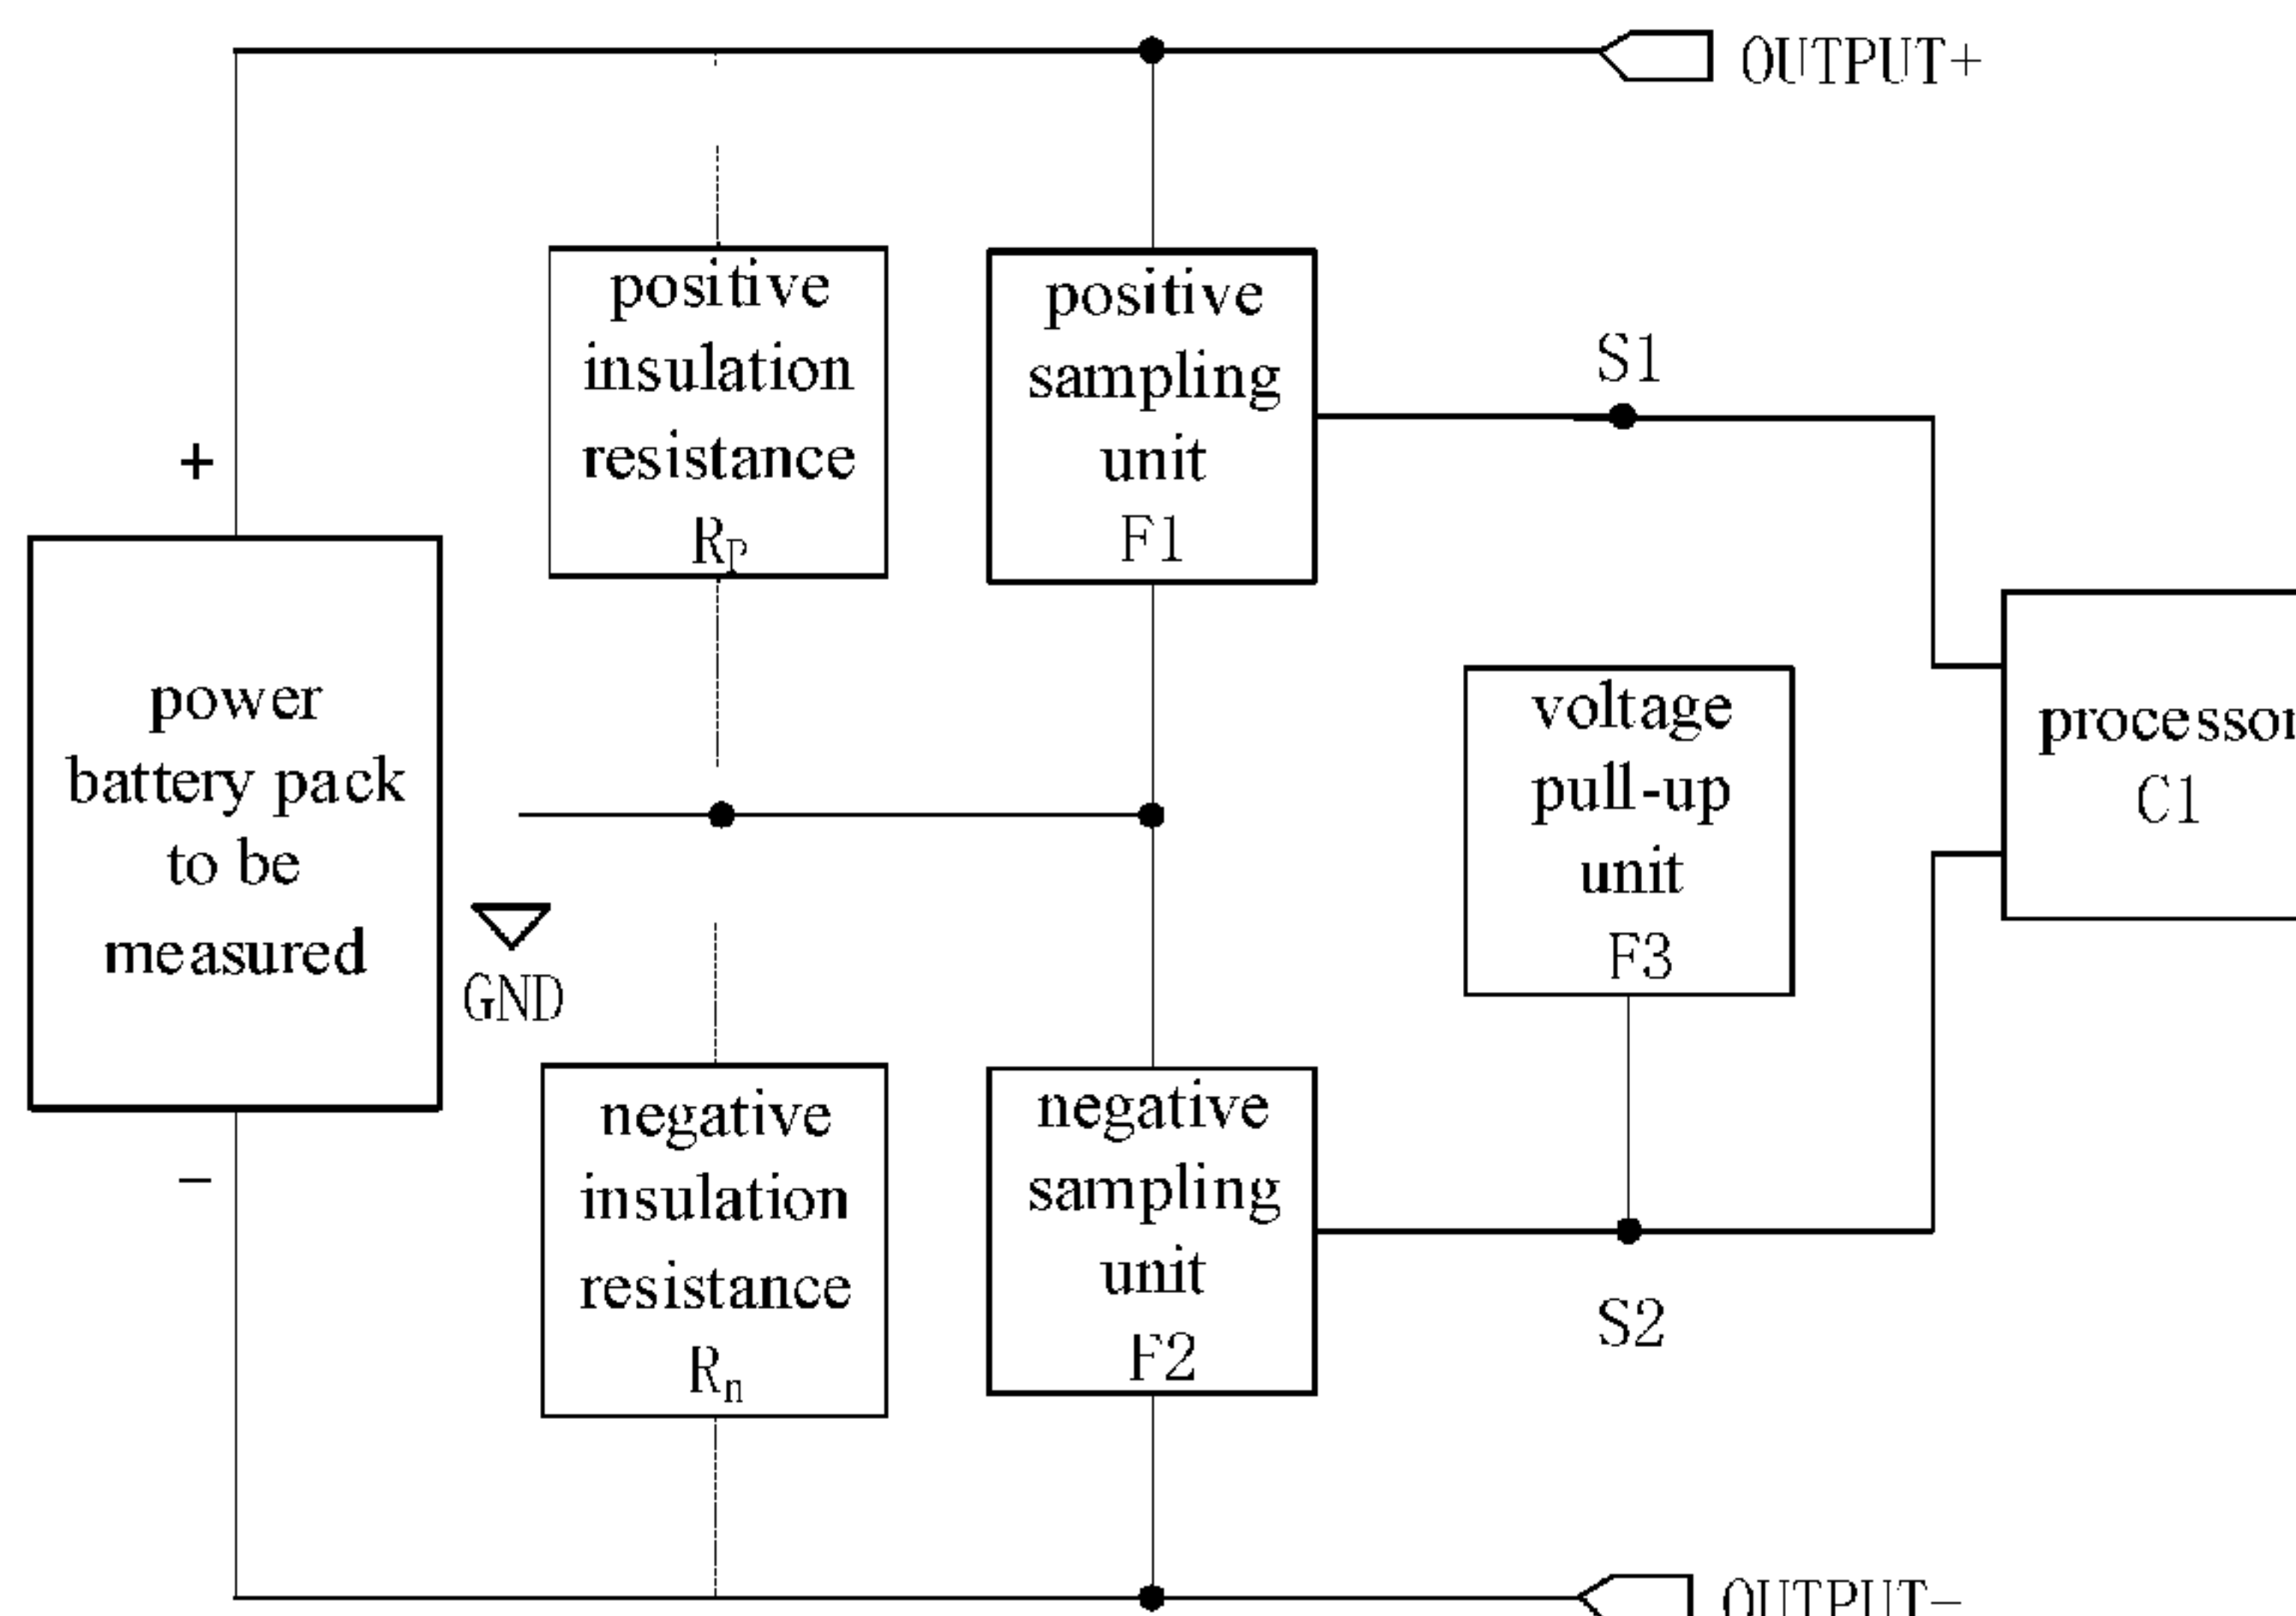 OUTPUT+
positive
insulation
resistance
Rp
positive
sampling
unit
F1
S1
+
power
battery pack
to be
measured
−
GND
voltage
pull-up
unit
F3
processor
C1
negative
insulation
resistance
Rn
negative
sampling
unit
F2
S2
OUTPUT−